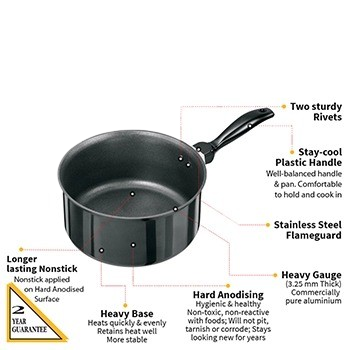 Two sturdy
Rivets
Stay-cool
Plastic Handle
Well-balanced handle
& pan. Comfortable
to hold and cook in
Stainless Steel
Flameguard
Heavy Gauge
(3.25 mm Thick)
Commercially
pure aluminium
Hard Anodising
Hygienic & healthy
Non-toxic, non-reactive
with foods; Will not pit,
tarnish or corrode; Stays
looking new for years
Heavy Base
Heats quickly & evenly
Retains heat well
More stable
Longer
lasting Nonstick
Nonstick applied
on Hard Anodised
Surface
2
YEAR
GUARANTEE